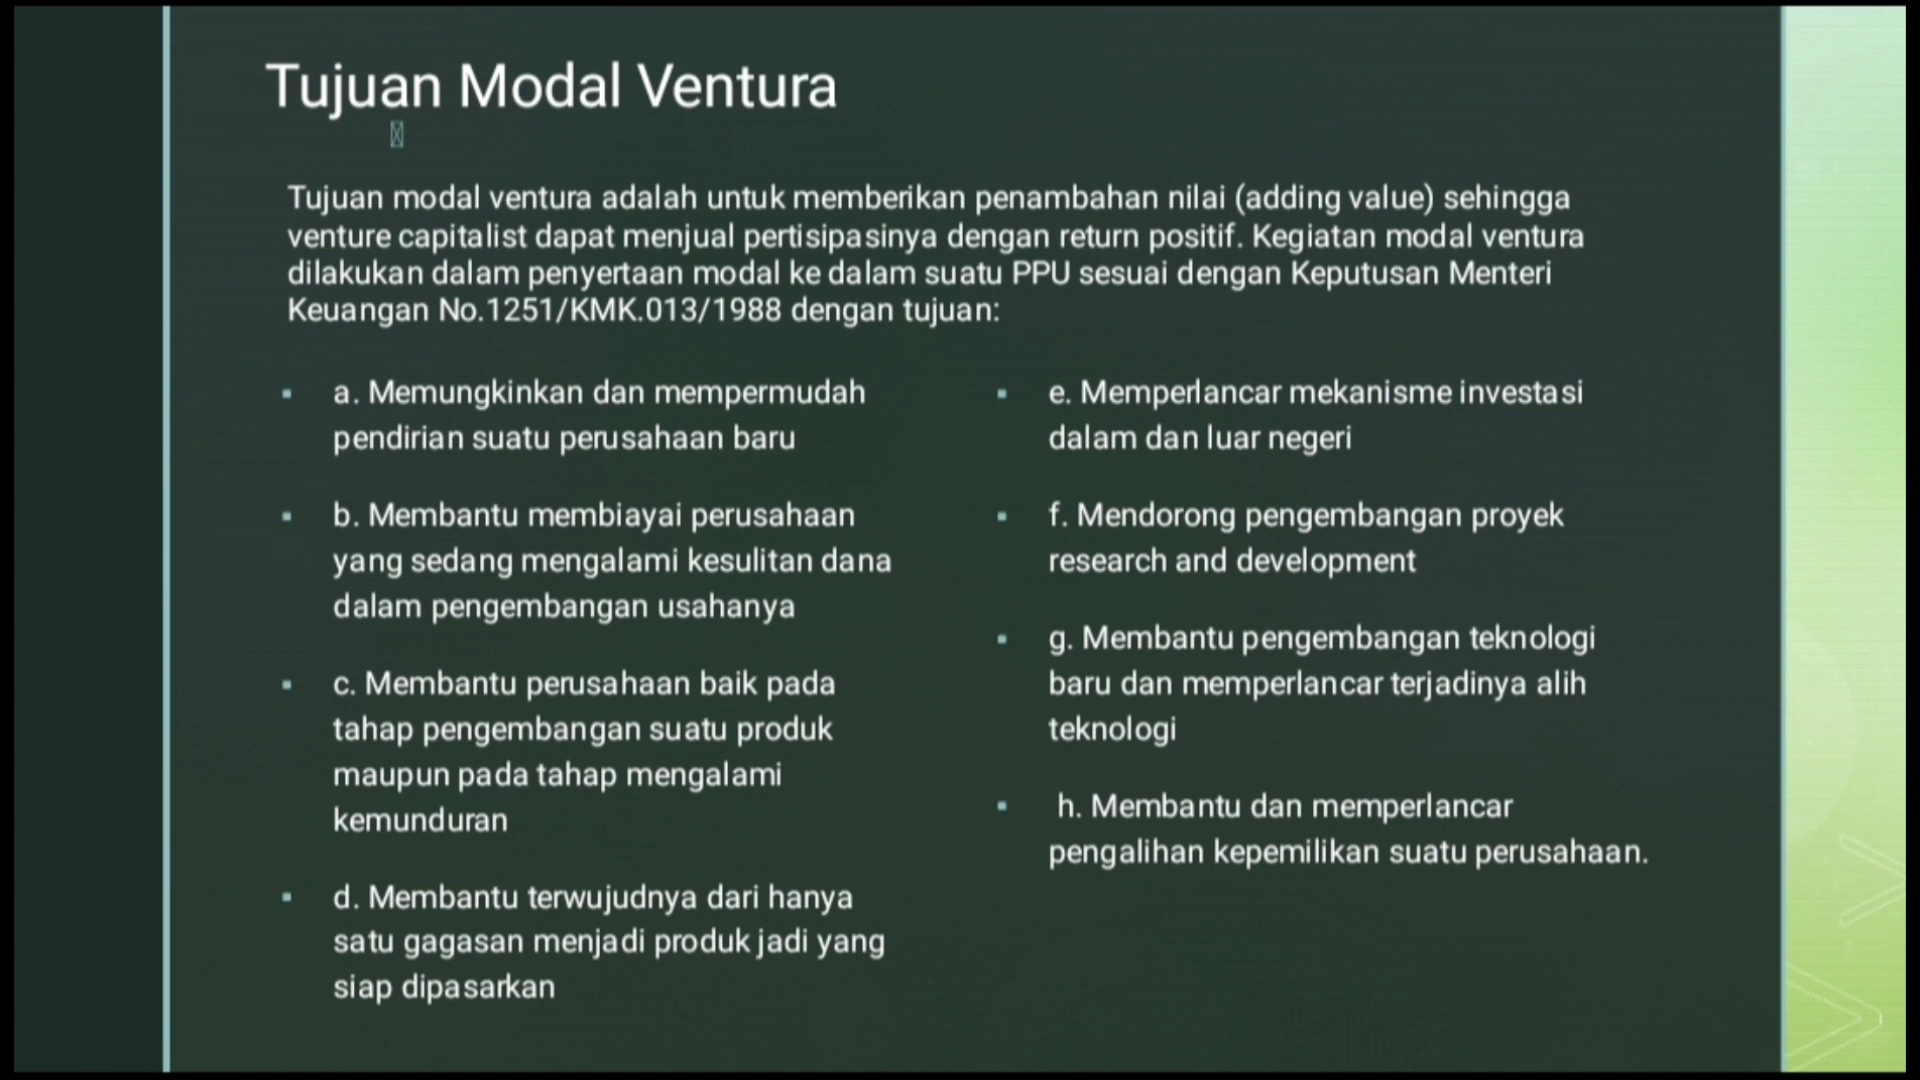 Tujuan Modal Ventura
Tujuan modal ventura adalah untuk memberikan penambahan nilai (adding value) sehingga
venture capitalist dapat menjual pertisipasinya dengan return positif. Kegiatan modal ventura
dilakukan dalam penyertaan modal ke dalam suatu PPU sesuai dengan Keputusan Menteri
Keuangan No.1251/KMK.013/1988 dengan tujuan:
a. Memungkinkan dan mempermudah
pendirian suatu perusahaan baru
b. Membantu membiayai perusahaan
yang sedang mengalami kesulitan dana
dalam pengembangan usahanya
c. Membantu perusahaan baik pada
tahap pengembangan suatu produk
maupun pada tahap mengalami
kemunduran
d. Membantu terwujudnya dari hanya
satu gagasan menjadi produk jadi yang
siap dipasarkan
e. Memperlancar mekanisme investasi
dalam dan luar negeri
f. Mendorong pengembangan proyek
research and development
g. Membantu pengembangan teknologi
baru dan memperlancar terjadinya alih
teknologi
h. Membantu dan memperlancar
pengalihan kepemilikan suatu perusahaan.